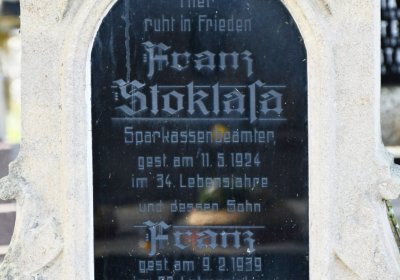 Hier
ruht in Frieden
Franz
Stoklaſa
Sparkassenbeamter,
gest. am 11.5.1924
im 34. Lebensjahre
und dessen Sohn
Franz
gest. am 9.2.1939